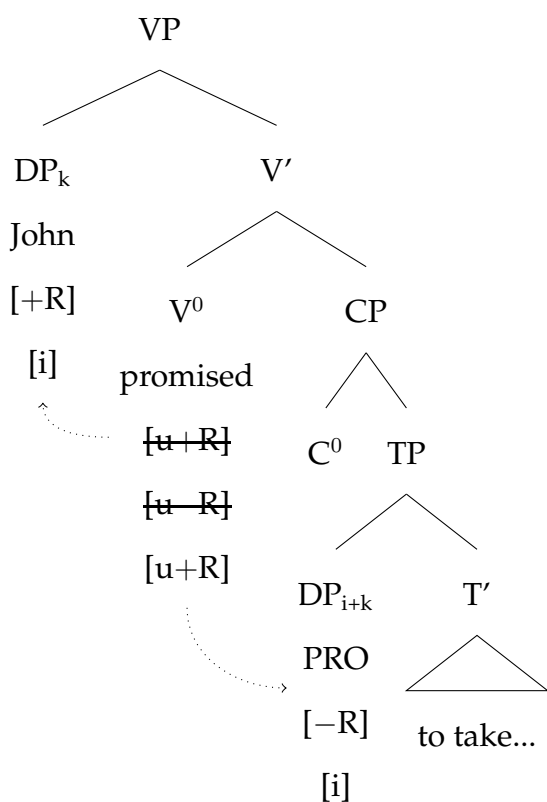 VP
DPₖ V′
John
[+R]
[i]
V⁰ CP
promised
[u+R]
[u−R]
[u+R]
C⁰ TP
DPᵢ₊ₖ T′
PRO
[−R]
[i]
to take...